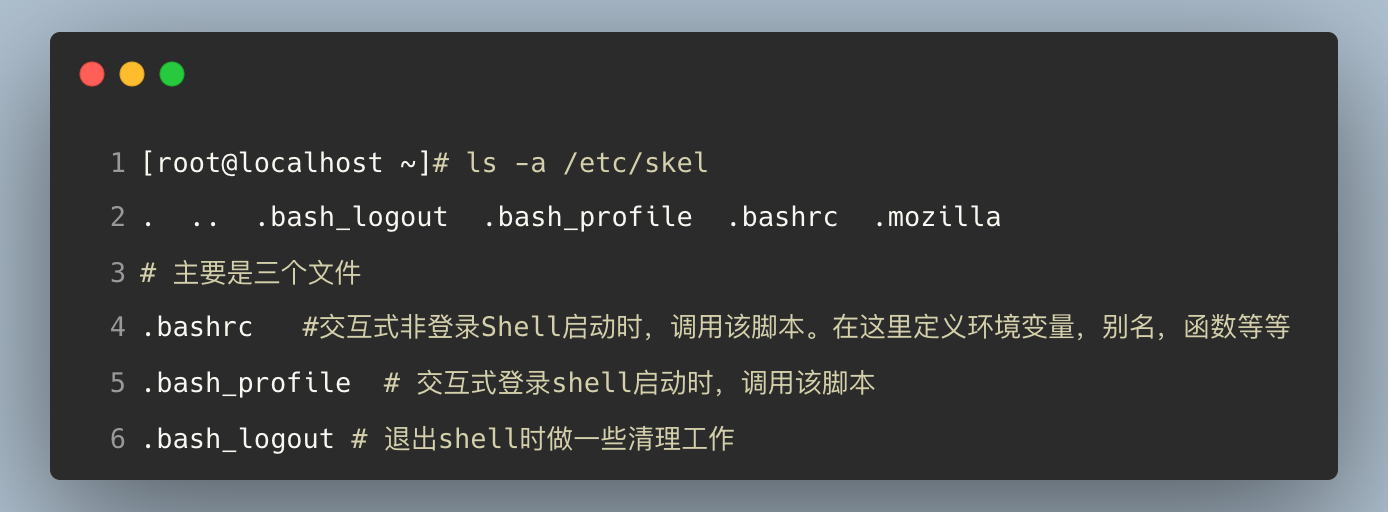 1 [root@localhost ~]# ls -a /etc/skel
2 .  ..  .bash_logout  .bash_profile  .bashrc  .mozilla
3 # 主要是三个文件
4 .bashrc   #交互式非登录Shell启动时，调用该脚本。在这里定义环境变量，别名，函数等等
5 .bash_profile  # 交互式登录shell启动时，调用该脚本
6 .bash_logout # 退出shell时做一些清理工作